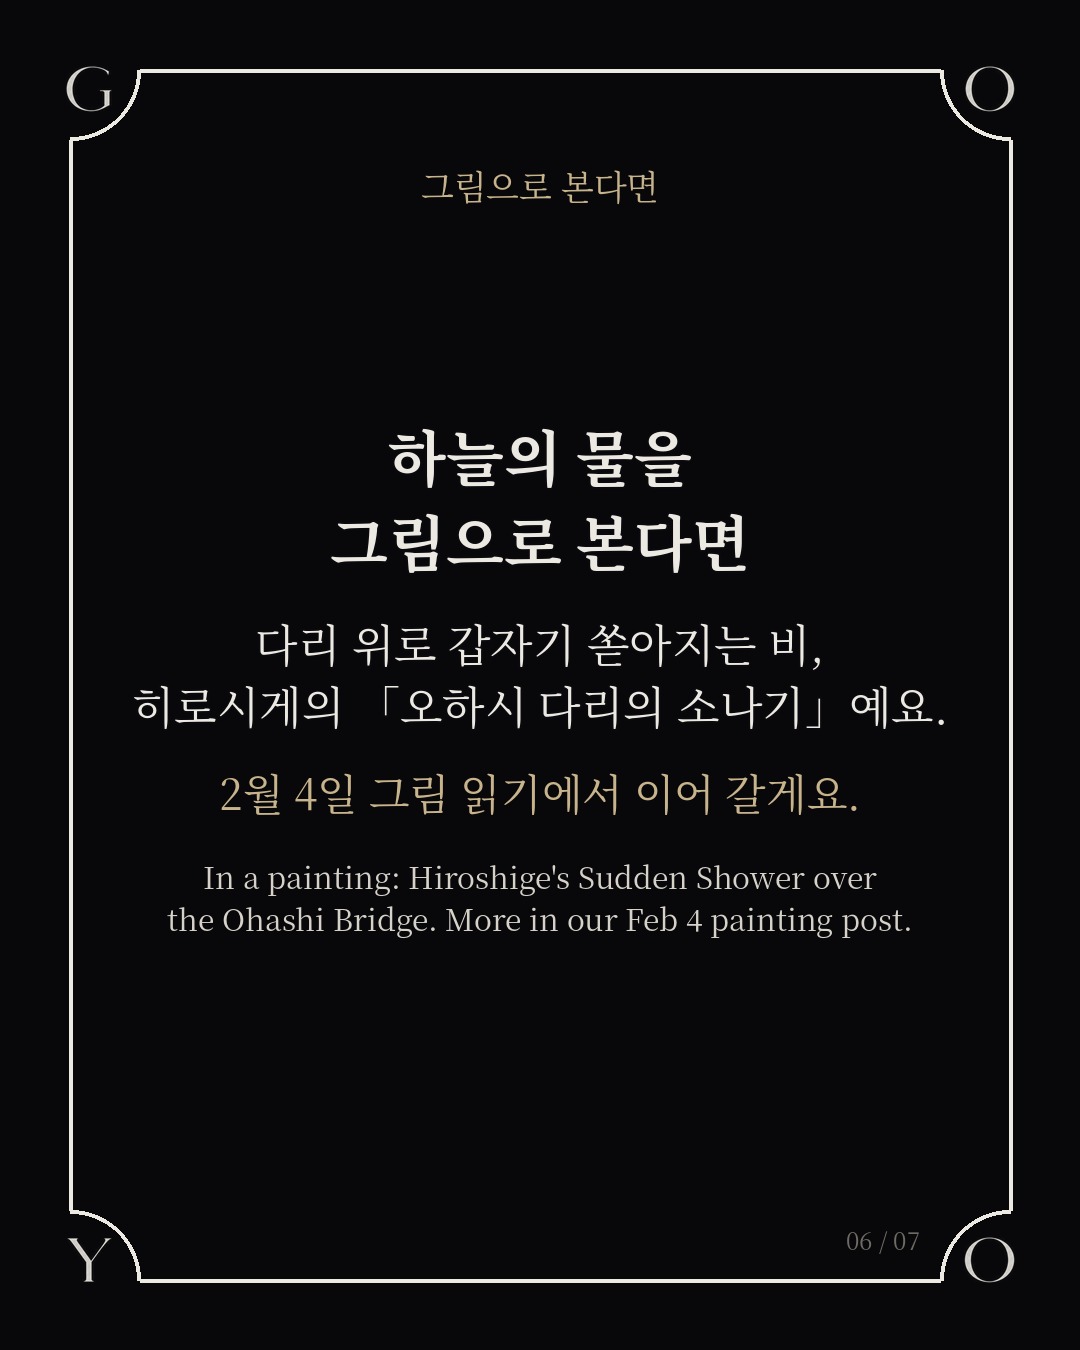 G O
그림으로 본다면
하늘의 물을
그림으로 본다면
다리 위로 갑자기 쏟아지는 비,
히로시게의 「오하시 다리의 소나기」예요.
2월 4일 그림 읽기에서 이어 갈게요.
In a painting: Hiroshige's Sudden Shower over
the Ohashi Bridge. More in our Feb 4 painting post.
06 / 07
Y O